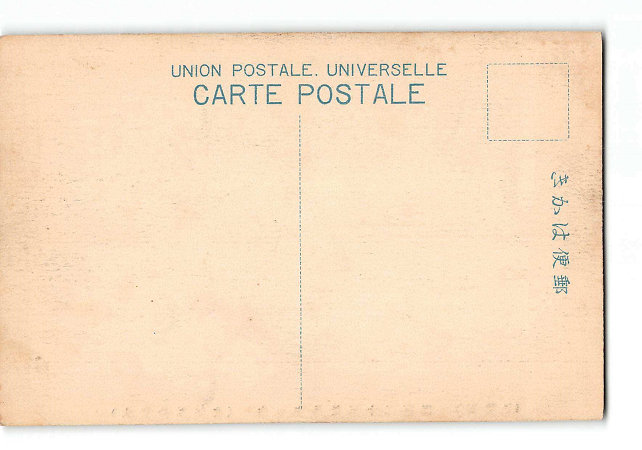 UNION POSTALE. UNIVERSELLE
CARTE POSTALE
郵便はかき